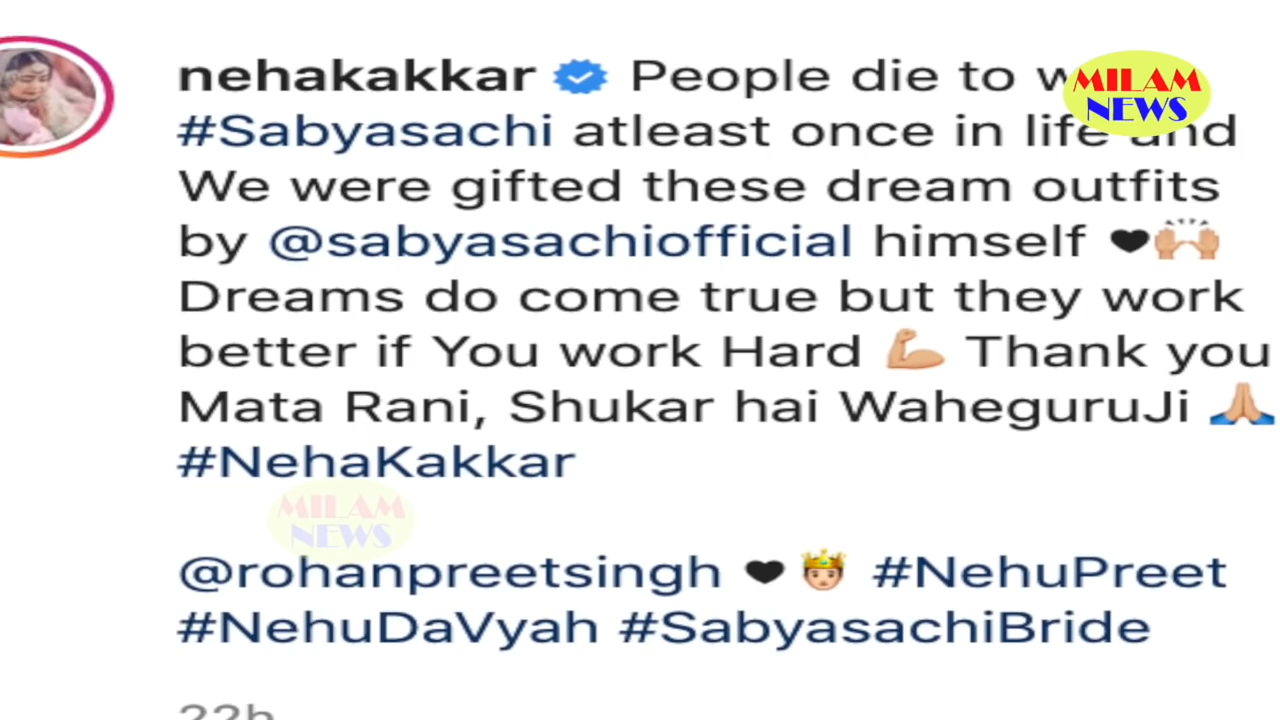 nehakakkar People die to w
MILAM
NEWS
#Sabyasachi atleast once in life and
We were gifted these dream outfits
by @sabyasachiofficial himself ❤🙌🏼
Dreams do come true but they work
better if You work Hard 💪🏼 Thank you
Mata Rani, Shukar hai WaheguruJi 🙏🏼
#NehaKakkar
MILAM
NEWS
@rohanpreetsingh ❤🤴🏻 #NehuPreet
#NehuDaVyah #SabyasachiBride
22h